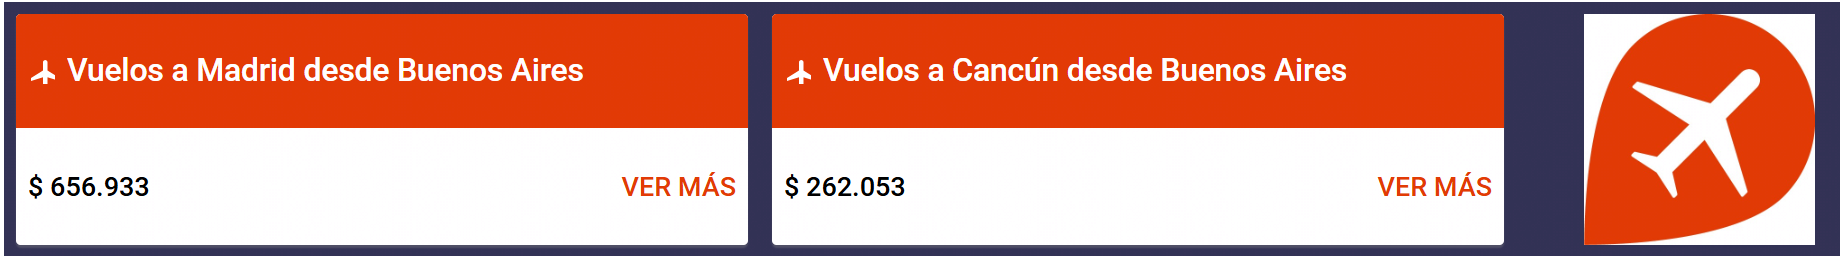 Vuelos a Madrid desde Buenos Aires
$ 656.933
VER MÁS
Vuelos a Cancún desde Buenos Aires
$ 262.053
VER MÁS